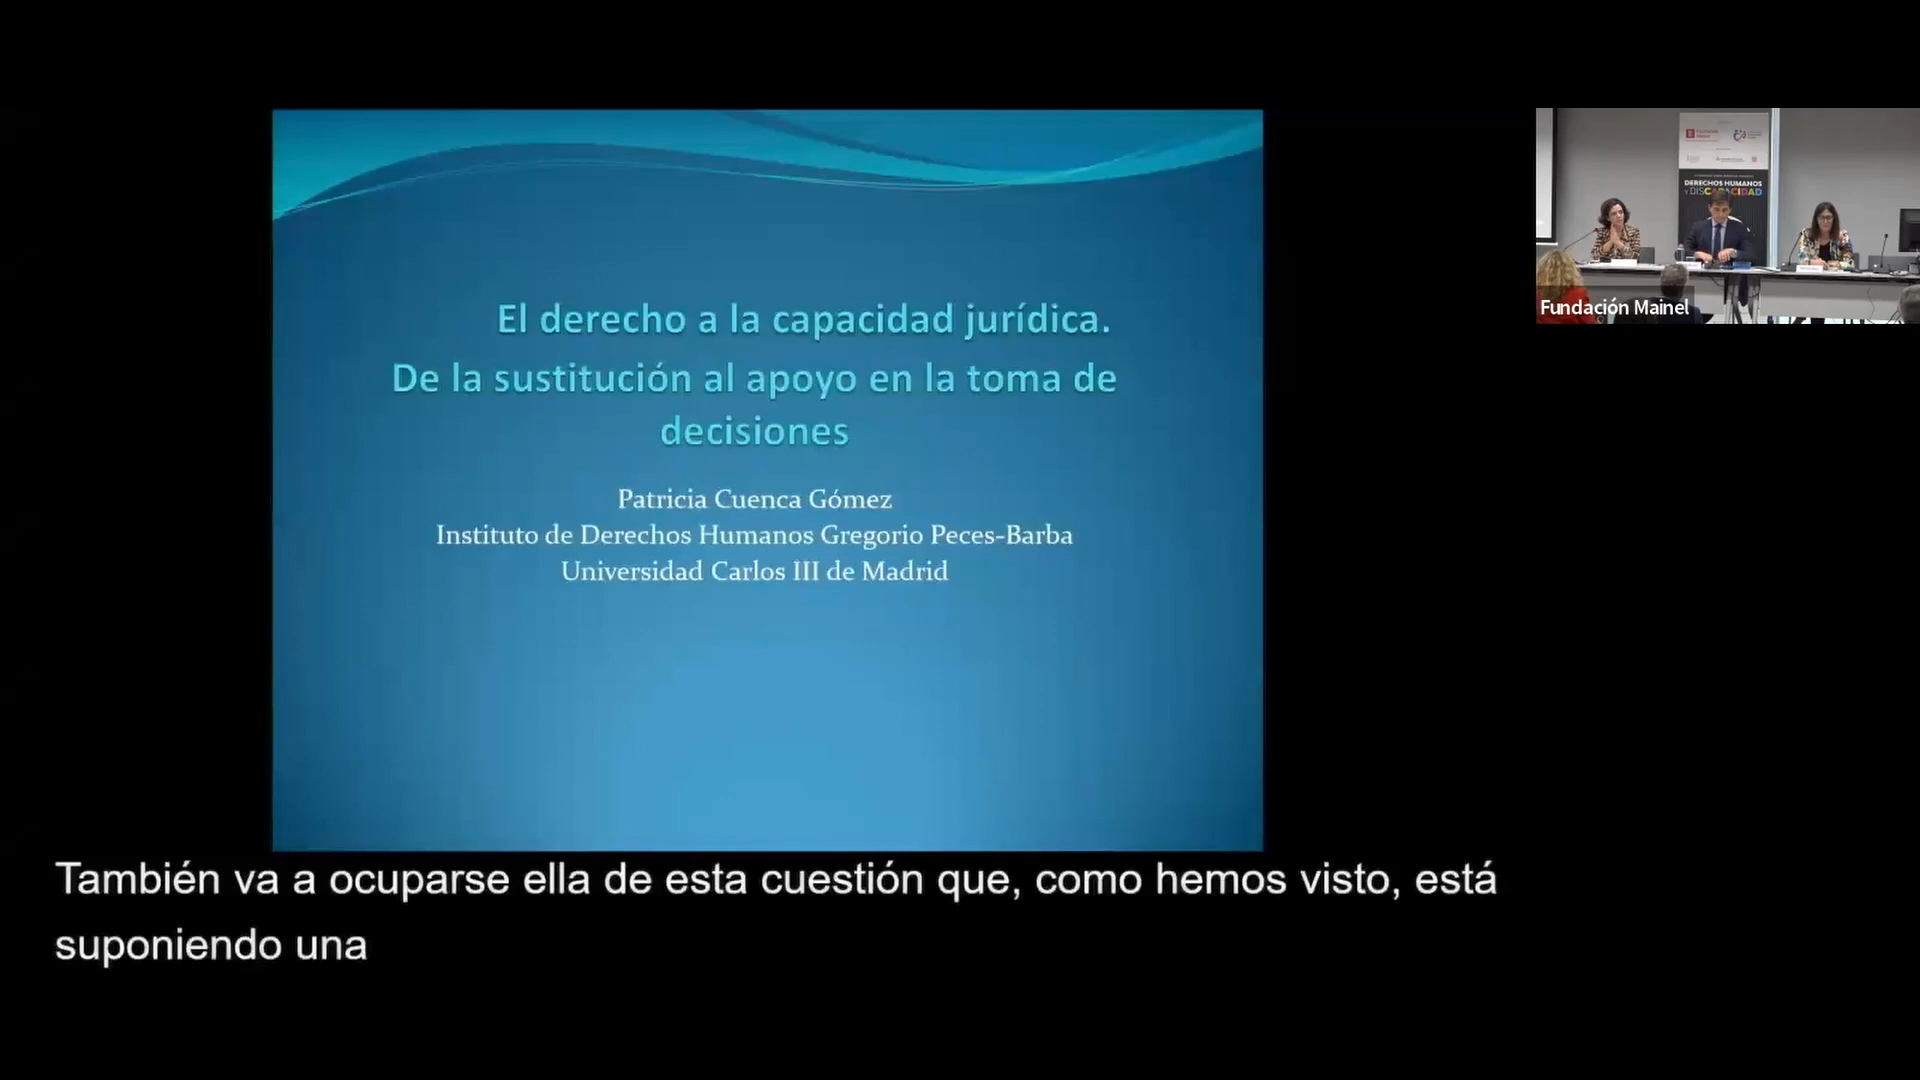 El derecho a la capacidad jurídica.
De la sustitución al apoyo en la toma de
decisiones
Patricia Cuenca Gómez
Instituto de Derechos Humanos Gregorio Peces-Barba
Universidad Carlos III de Madrid
DERECHOS HUMANOS
Y DISCAPACIDAD
Fundación Mainel
También va a ocuparse ella de esta cuestión que, como hemos visto, está
suponiendo una